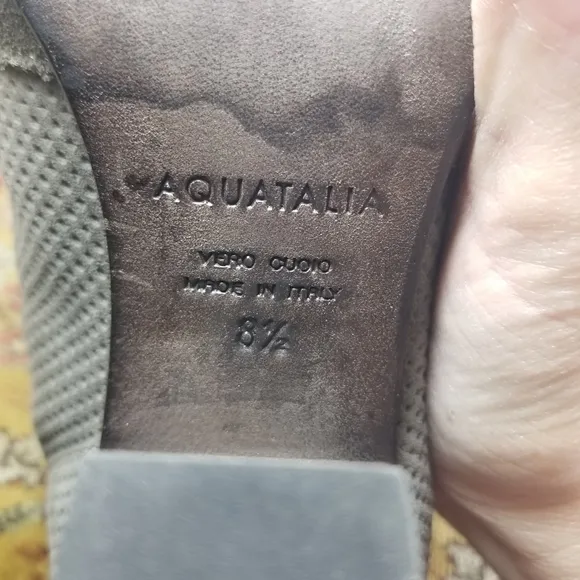 AQUATALIA
VERO CUOIO
MADE IN ITALY
8½